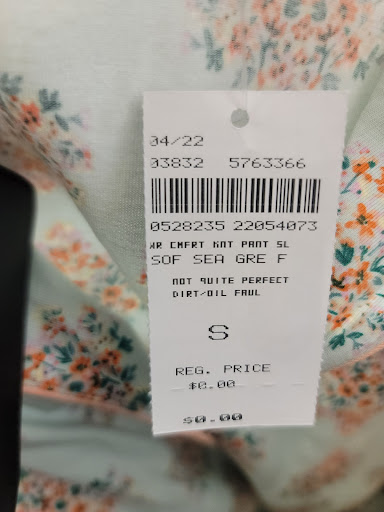 04/22
03832 5763366
0528235 22054073
WR CMFRT KNT PANT SL
SOF SEA GRE F
NOT QUITE PERFECT
DIRT/OIL FAUL
S
REG. PRICE
$0.00
$0.00